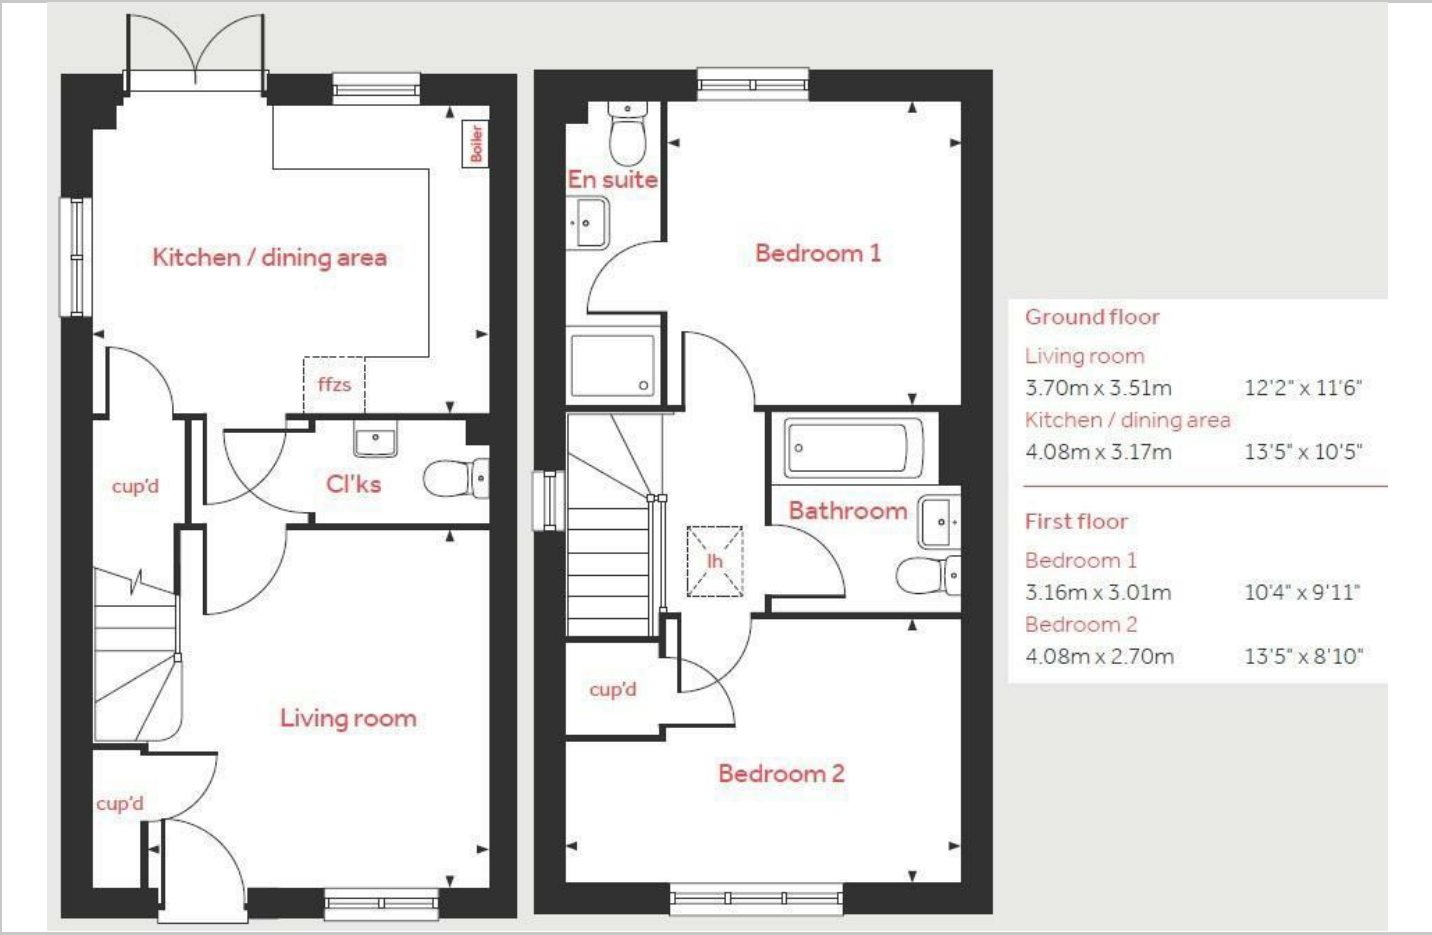 Boiler
Kitchen / dining area
ffzs
cup'd
Cl'ks
Living room
cup'd
En suite
Bedroom 1
Bathroom
lh
cup'd
Bedroom 2
Ground floor
Living room
3.70m x 3.51m 12'2" x 11'6"
Kitchen / dining area
4.08m x 3.17m 13'5" x 10'5"
First floor
Bedroom 1
3.16m x 3.01m 10'4" x 9'11"
Bedroom 2
4.08m x 2.70m 13'5" x 8'10"